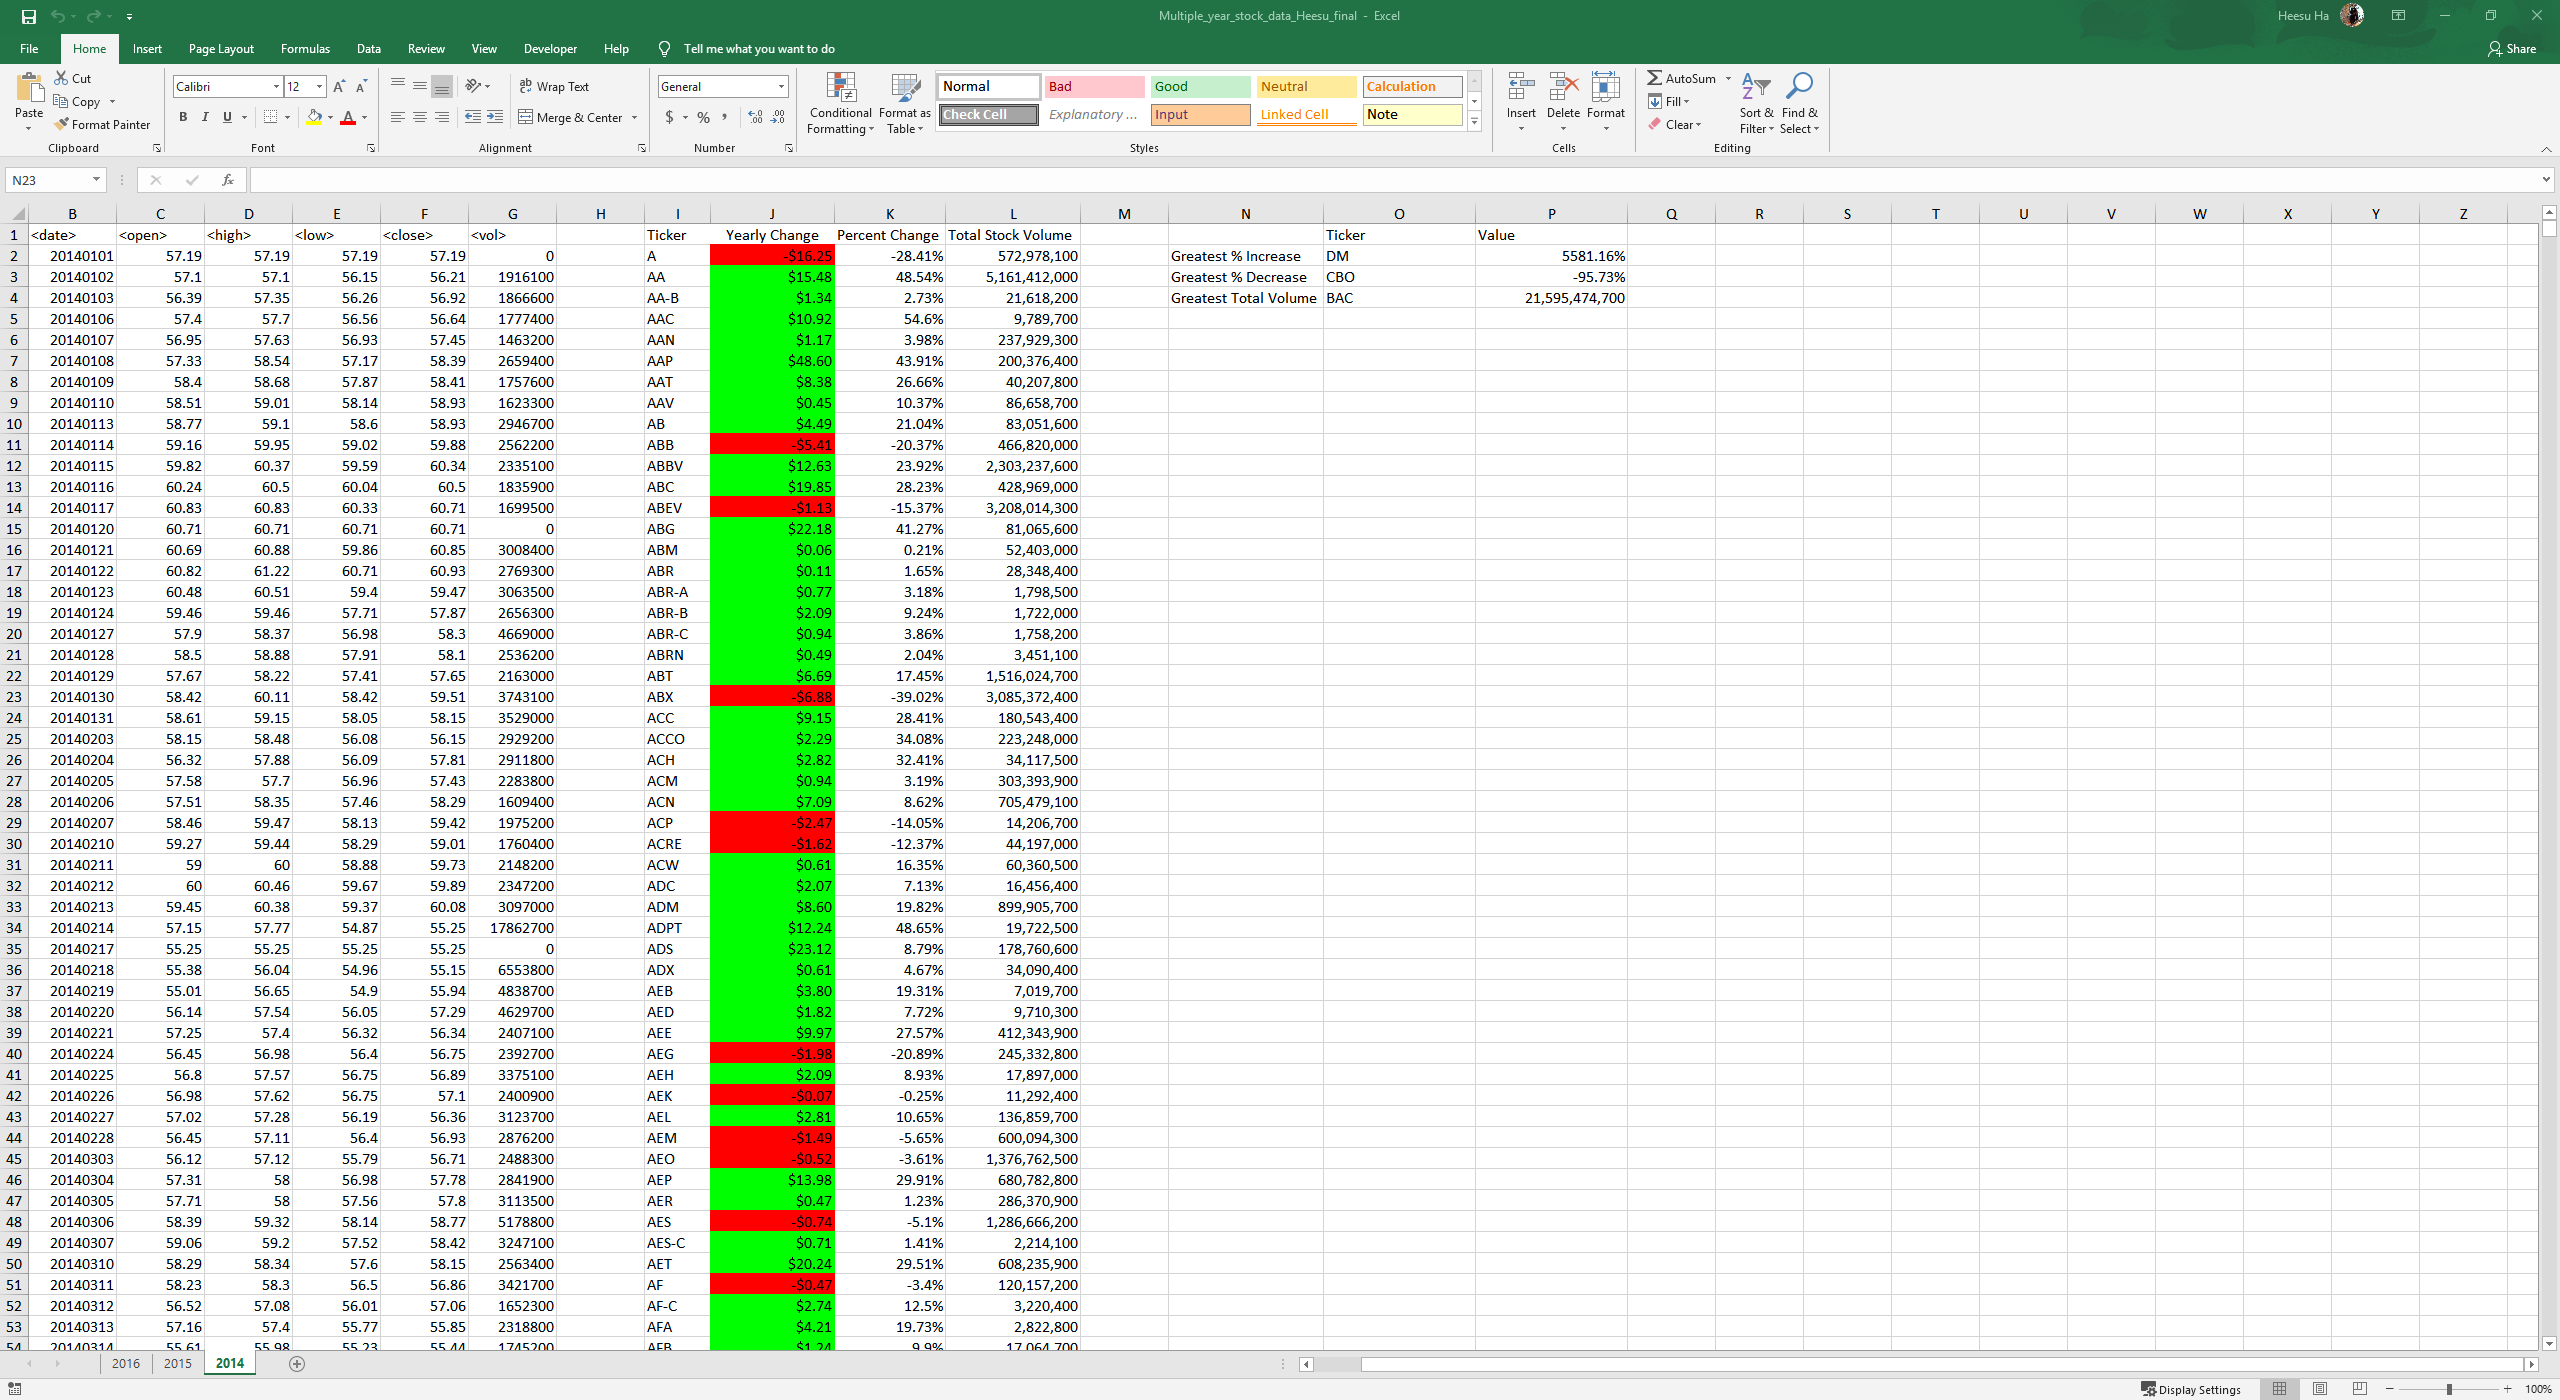 Multiple_year_stock_data_Heesu_final - Excel
Heesu Ha
File Home Insert Page Layout Formulas Data Review View Developer Help Tell me what you want to do Share
Paste Cut Copy Format Painter Clipboard
Calibri 12 B I U A A A Font
ab Wrap Text Merge & Center Alignment
General $ % , Number
Conditional Formatting Format as Table
Normal Bad Good Neutral Calculation
Check Cell Explanatory ... Input Linked Cell Note
Styles
Insert Delete Format Cells
AutoSum Fill Clear Sort & Filter Find & Select Editing
N23 fx
B C D E F G H I J K L M N O P Q R S T U V W X Y Z
1 <date> <open> <high> <low> <close> <vol> Ticker Yearly Change Percent Change Total Stock Volume Ticker Value
2 20140101 57.19 57.19 57.19 57.19 0 A -$16.25 -28.41% 572,978,100 Greatest % Increase DM 5581.16%
3 20140102 57.1 57.1 56.15 56.21 1916100 AA $15.48 48.54% 5,161,412,000 Greatest % Decrease CBO -95.73%
4 20140103 56.39 57.35 56.26 56.92 1866600 AA-B $1.34 2.73% 21,618,200 Greatest Total Volume BAC 21,595,474,700
5 20140106 57.4 57.7 56.56 56.64 1777400 AAC $10.92 54.6% 9,789,700
6 20140107 56.95 57.63 56.93 57.45 1463200 AAN $1.17 3.98% 237,929,300
7 20140108 57.33 58.54 57.17 58.39 2659400 AAP $48.60 43.91% 200,376,400
8 20140109 58.4 58.68 57.87 58.41 1757600 AAT $8.38 26.66% 40,207,800
9 20140110 58.51 59.01 58.14 58.93 1623300 AAV $0.45 10.37% 86,658,700
10 20140113 58.77 59.1 58.6 58.93 2946700 AB $4.49 21.04% 83,051,600
11 20140114 59.16 59.95 59.02 59.88 2562200 ABB -$5.41 -20.37% 466,820,000
12 20140115 59.82 60.37 59.59 60.34 2335100 ABBV $12.63 23.92% 2,303,237,600
13 20140116 60.24 60.5 60.04 60.5 1835900 ABC $19.85 28.23% 428,969,000
14 20140117 60.83 60.83 60.33 60.71 1699500 ABEV -$1.13 -15.37% 3,208,014,300
15 20140120 60.71 60.71 60.71 60.71 0 ABG $22.18 41.27% 81,065,600
16 20140121 60.69 60.88 59.86 60.85 3008400 ABM $0.06 0.21% 52,403,000
17 20140122 60.82 61.22 60.71 60.93 2769300 ABR $0.11 1.65% 28,348,400
18 20140123 60.48 60.51 59.4 59.47 3063500 ABR-A $0.77 3.18% 1,798,500
19 20140124 59.46 59.46 57.71 57.87 2656300 ABR-B $2.09 9.24% 1,722,000
20 20140127 57.9 58.37 56.98 58.3 4669000 ABR-C $0.94 3.86% 1,758,200
21 20140128 58.5 58.88 57.91 58.1 2536200 ABRN $0.49 2.04% 3,451,100
22 20140129 57.67 58.22 57.41 57.65 2163000 ABT $6.69 17.45% 1,516,024,700
23 20140130 58.42 60.11 58.42 59.51 3743100 ABX -$6.88 -39.02% 3,085,372,400
24 20140131 58.61 59.15 58.05 58.15 3529000 ACC $9.15 28.41% 180,543,400
25 20140203 58.15 58.48 56.08 56.15 2929200 ACCO $2.29 34.08% 223,248,000
26 20140204 56.32 57.88 56.09 57.81 2911800 ACH $2.82 32.41% 34,117,500
27 20140205 57.58 57.7 56.96 57.43 2283800 ACM $0.94 3.19% 303,393,900
28 20140206 57.51 58.35 57.46 58.29 1609400 ACN $7.09 8.62% 705,479,100
29 20140207 58.46 59.47 58.13 59.42 1975200 ACP -$2.47 -14.05% 14,206,700
30 20140210 59.27 59.44 58.29 59.01 1760400 ACRE -$1.62 -12.37% 44,197,000
31 20140211 59 60 58.88 59.73 2148200 ACW $0.61 16.35% 60,360,500
32 20140212 60 60.46 59.67 59.89 2347200 ADC $2.07 7.13% 16,456,400
33 20140213 59.45 60.38 59.37 60.08 3097000 ADM $8.60 19.82% 899,905,700
34 20140214 57.15 57.77 54.87 55.25 17862700 ADPT $12.24 48.65% 19,722,500
35 20140217 55.25 55.25 55.25 55.25 0 ADS $23.12 8.79% 178,760,600
36 20140218 55.38 56.04 54.96 55.15 6553800 ADX $0.61 4.67% 34,090,400
37 20140219 55.01 56.65 54.9 55.94 4838700 AEB $3.80 19.31% 7,019,700
38 20140220 56.14 57.54 56.05 57.29 4629700 AED $1.82 7.72% 9,710,300
39 20140221 57.25 57.4 56.32 56.34 2407100 AEE $9.97 27.57% 412,343,900
40 20140224 56.45 56.98 56.4 56.75 2392700 AEG -$1.98 -20.89% 245,332,800
41 20140225 56.8 57.57 56.75 56.89 3375100 AEH $2.09 8.93% 17,897,000
42 20140226 56.98 57.62 56.75 57.1 2400900 AEK -$0.07 -0.25% 11,292,400
43 20140227 57.02 57.28 56.19 56.36 3123700 AEL $2.81 10.65% 136,859,700
44 20140228 56.45 57.11 56.4 56.93 2876200 AEM -$1.49 -5.65% 600,094,300
45 20140303 56.12 57.12 55.79 56.71 2488300 AEO -$0.52 -3.61% 1,376,762,500
46 20140304 57.31 58 56.98 57.78 2841900 AEP $13.98 29.91% 680,782,800
47 20140305 57.71 58 57.56 57.8 3113500 AER $0.47 1.23% 286,370,900
48 20140306 58.39 59.32 58.14 58.77 5178800 AES -$0.74 -5.1% 1,286,666,200
49 20140307 59.06 59.2 57.52 58.42 3247100 AES-C $0.71 1.41% 2,214,100
50 20140310 58.29 58.34 57.6 58.15 2563400 AET $20.24 29.51% 608,235,900
51 20140311 58.23 58.3 56.5 56.86 3421700 AF -$0.47 -3.4% 120,157,200
52 20140312 56.52 57.08 56.01 57.06 1652300 AF-C $2.74 12.5% 3,220,400
53 20140313 57.16 57.4 55.77 55.85 2318800 AFA $4.21 19.73% 2,822,800
54 20140314 55.61 55.98 55.23 55.44 1745200 AFB $1.24 9.9% 17,064,700
2016 2015 2014
Display Settings 100%